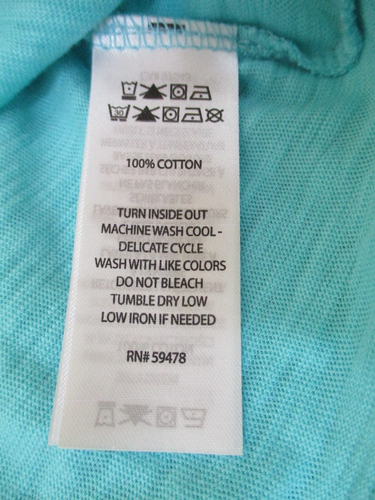 30
100% COTTON
TURN INSIDE OUT
MACHINE WASH COOL -
DELICATE CYCLE
WASH WITH LIKE COLORS
DO NOT BLEACH
TUMBLE DRY LOW
LOW IRON IF NEEDED
RN# 59478